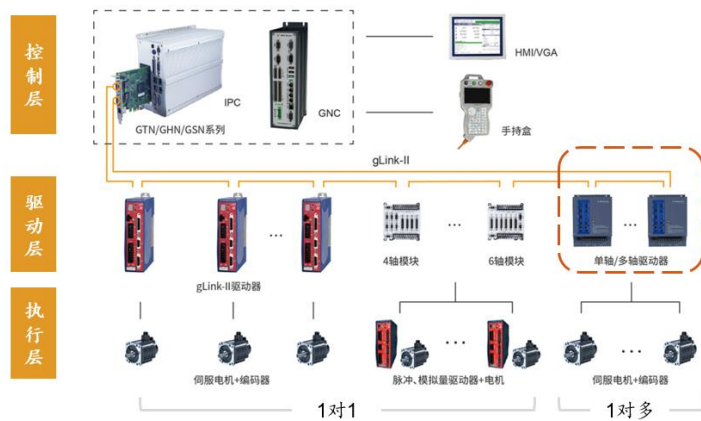 控制层
IPC
GTN/GHN/GSN系列
GNC
HMI/VGA
手持盒
gLink-II
驱动层
gLink-II驱动器
4轴模块
6轴模块
单轴/多轴驱动器
执行层
伺服电机+编码器
脉冲、模拟量驱动器+电机
伺服电机+编码器
1对1
1对多